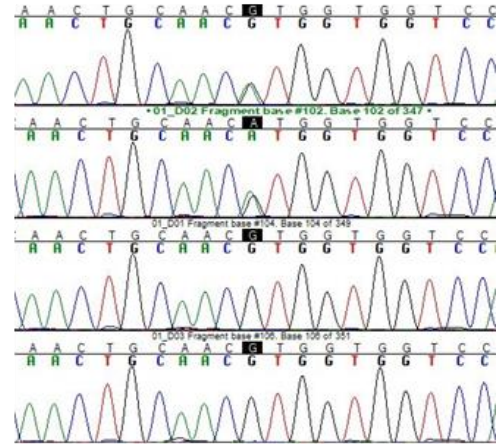 A A C T G C A A C G T G G T G G T C C
A A C T G C A A C G T G G T G G T C C
•01_D02 Fragment base #102. Base 102 of 347 •
A A C T G C A A C A T G G T G G T C C
A A C T G C A A C A T G G T G G T C C
01_D01 Fragment base #104. Base 104 of 349
A A C T G C A A C G T G G T G G T C C
A A C T G C A A C G T G G T G G T C C
01_D03 Fragment base #106. Base 106 of 351
A A C T G C A A C G T G G T G G T C C
A A C T G C A A C G T G G T G G T C C